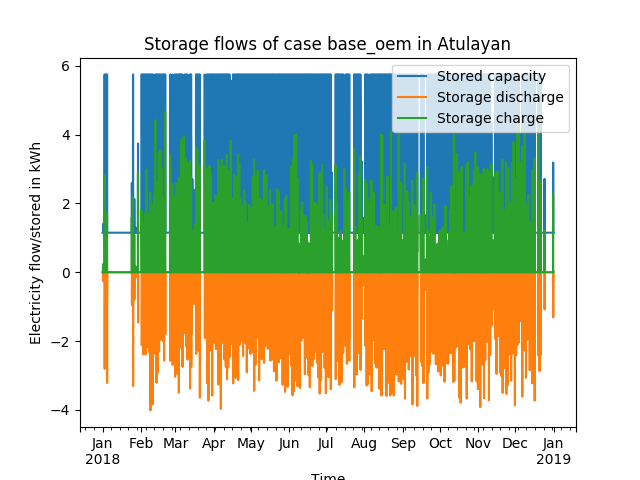 Storage flows of case base_oem in Atulayan
Stored capacity
Storage discharge
Storage charge
Electricity flow/stored in kWh
6
4
2
0
−2
−4
Jan Feb Mar Apr May Jun Jul Aug Sep Oct Nov Dec Jan
2018 2019
Time